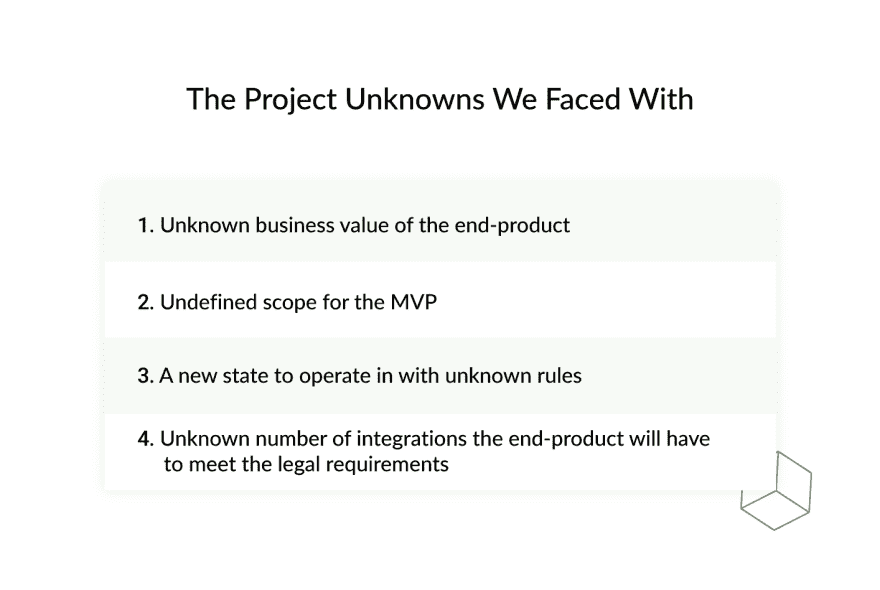 The Project Unknowns We Faced With
1. Unknown business value of the end-product
2. Undefined scope for the MVP
3. A new state to operate in with unknown rules
4. Unknown number of integrations the end-product will have
to meet the legal requirements